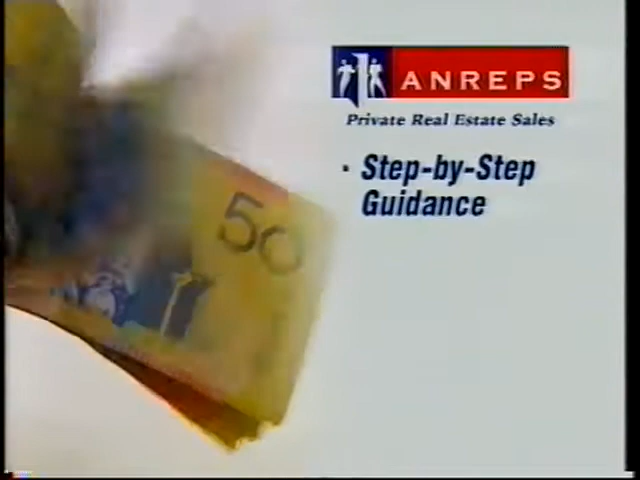 ANREPS
Private Real Estate Sales
· Step-by-Step
Guidance
50